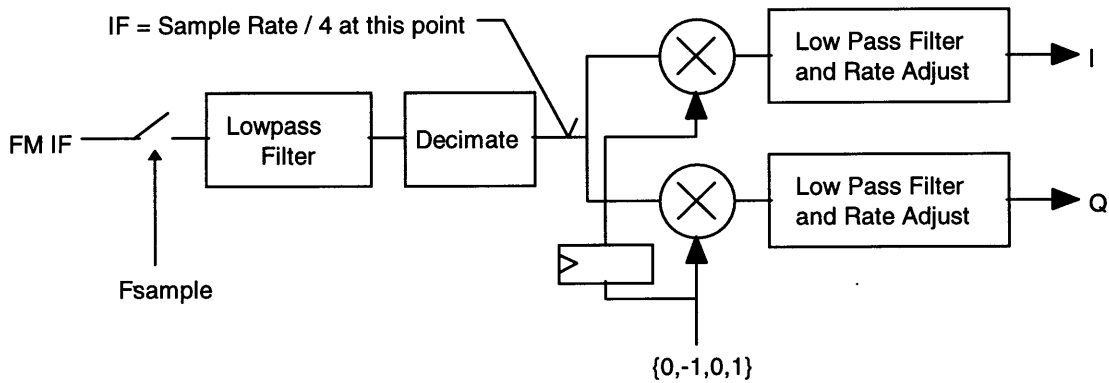 IF = Sample Rate / 4 at this point
Low Pass Filter
and Rate Adjust
I
FM IF
Lowpass
Filter
Decimate
Low Pass Filter
and Rate Adjust
Q
Fsample
{0,-1,0,1}